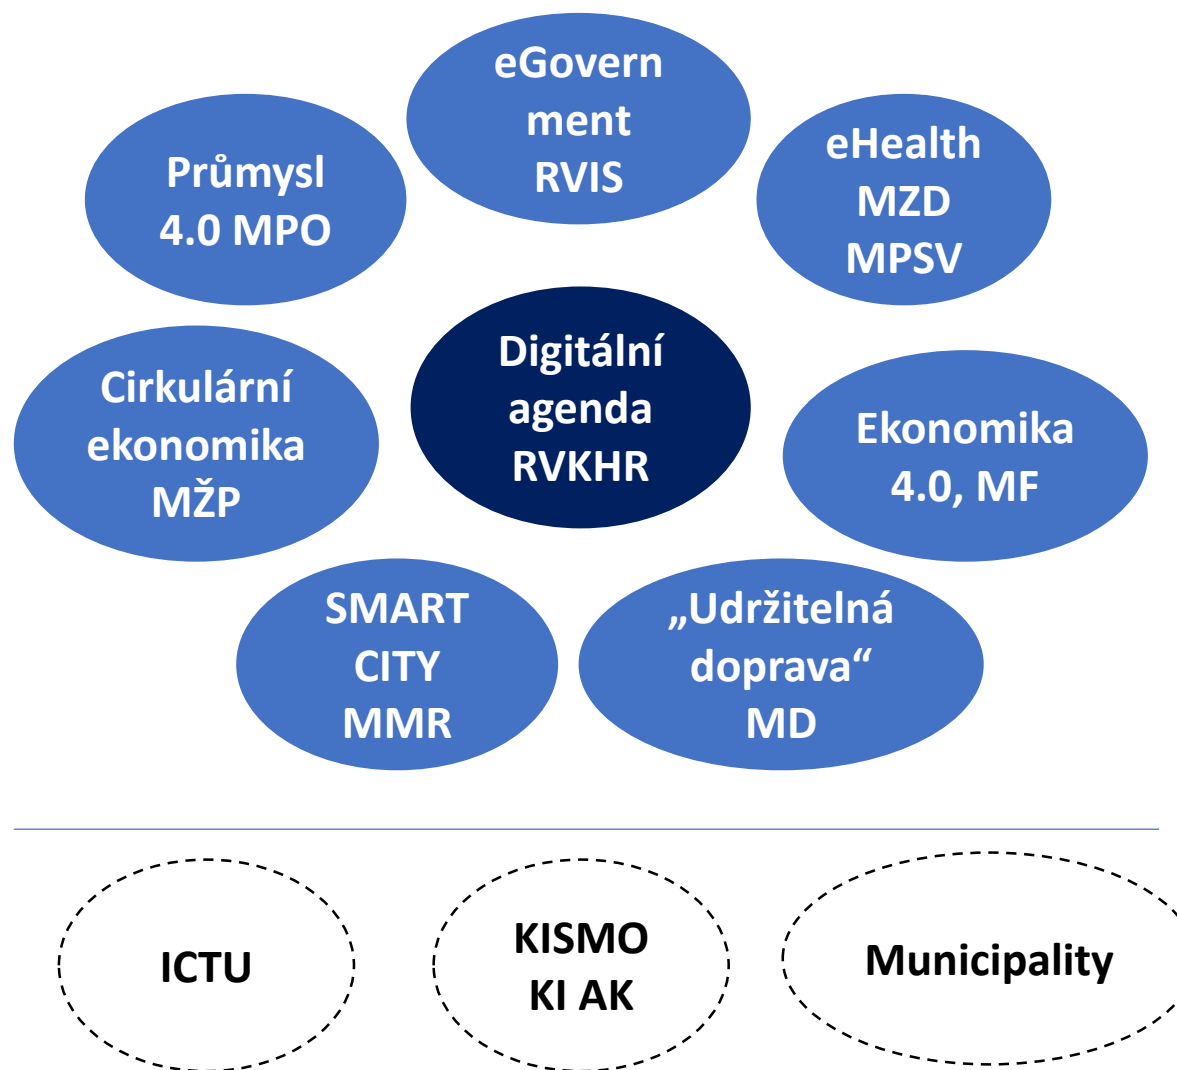 eGovern
ment
RVIS
Průmysl
4.0 MPO
eHealth
MZD
MPSV
Digitální
agenda
RVKHR
Cirkulární
ekonomika
MŽP
Ekonomika
4.0, MF
SMART
CITY
MMR
„Udržitelná
doprava“
MD
ICTU
KISMO
KI AK
Municipality